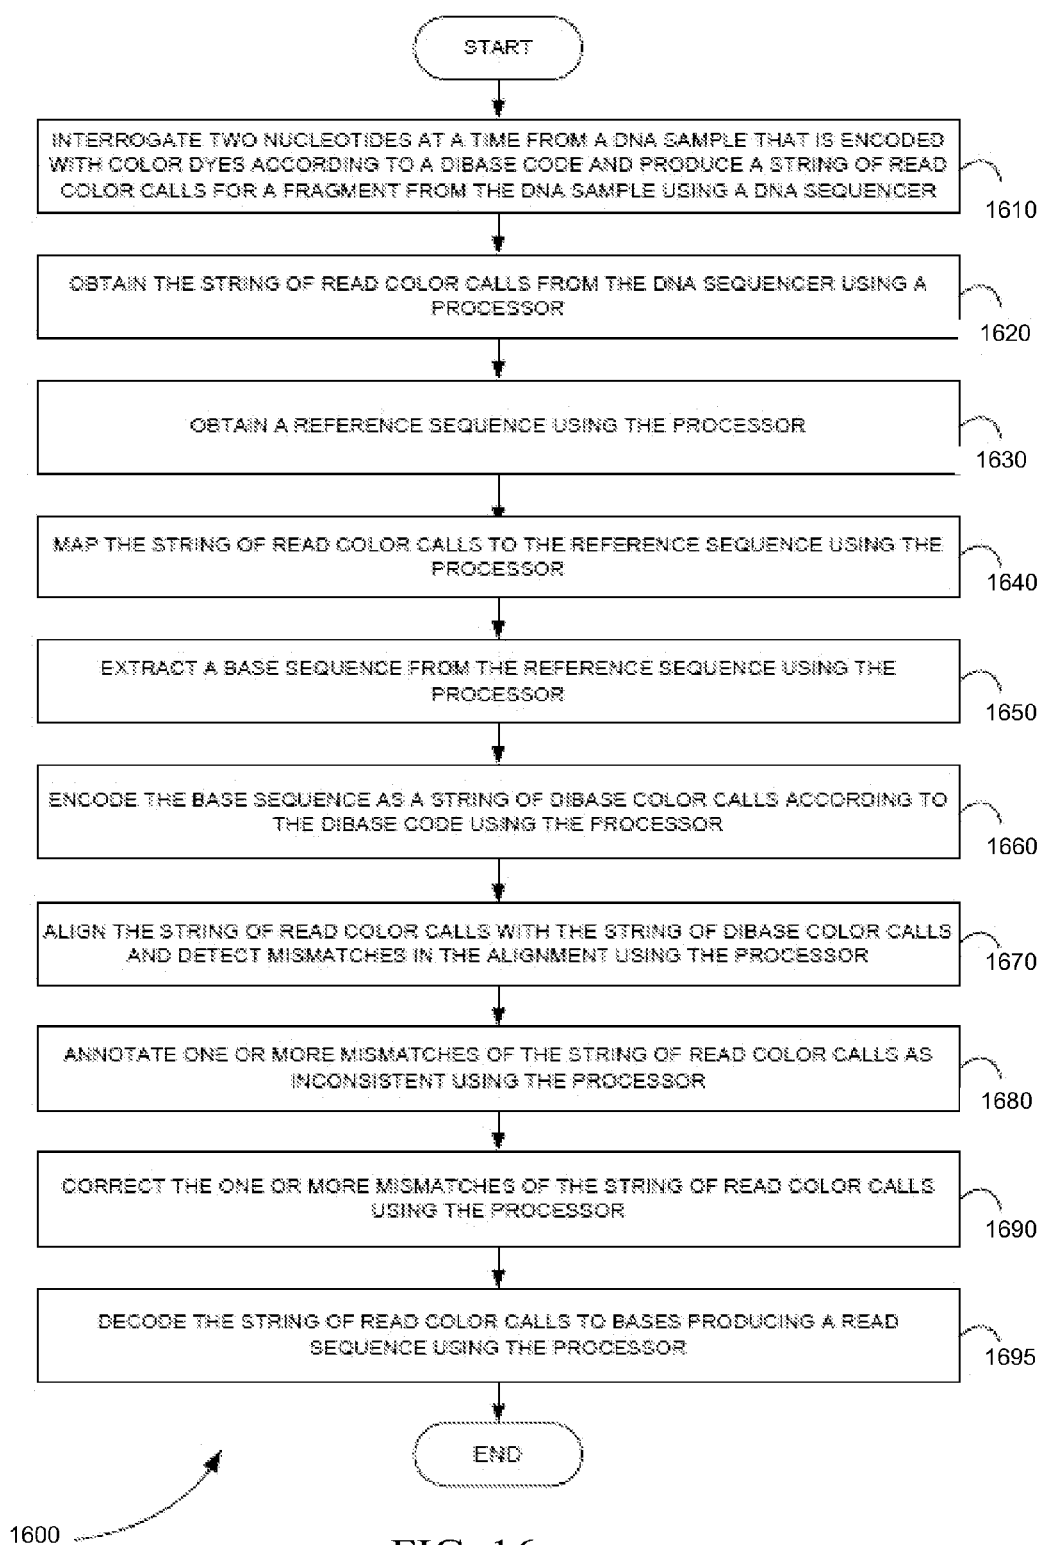 START
INTERROGATE TWO NUCLEOTIDES AT A TIME FROM A DNA SAMPLE THAT IS ENCODED
WITH COLOR DYES ACCORDING TO A DIBASE CODE AND PRODUCE A STRING OF READ
COLOR CALLS FOR A FRAGMENT FROM THE DNA SAMPLE USING A DNA SEQUENCER
1610
OBTAIN THE STRING OF READ COLOR CALLS FROM THE DNA SEQUENCER USING A
PROCESSOR
1620
OBTAIN A REFERENCE SEQUENCE USING THE PROCESSOR
1630
MAP THE STRING OF READ COLOR CALLS TO THE REFERENCE SEQUENCE USING THE
PROCESSOR
1640
EXTRACT A BASE SEQUENCE FROM THE REFERENCE SEQUENCE USING THE
PROCESSOR
1650
ENCODE THE BASE SEQUENCE AS A STRING OF DIBASE COLOR CALLS ACCORDING TO
THE DIBASE CODE USING THE PROCESSOR
1660
ALIGN THE STRING OF READ COLOR CALLS WITH THE STRING OF DIBASE COLOR CALLS
AND DETECT MISMATCHES IN THE ALIGNMENT USING THE PROCESSOR
1670
ANNOTATE ONE OR MORE MISMATCHES OF THE STRING OF READ COLOR CALLS AS
INCONSISTENT USING THE PROCESSOR
1680
CORRECT THE ONE OR MORE MISMATCHES OF THE STRING OF READ COLOR CALLS
USING THE PROCESSOR
1690
DECODE THE STRING OF READ COLOR CALLS TO BASES PRODUCING A READ
SEQUENCE USING THE PROCESSOR
1695
END
1600
FIG. 16